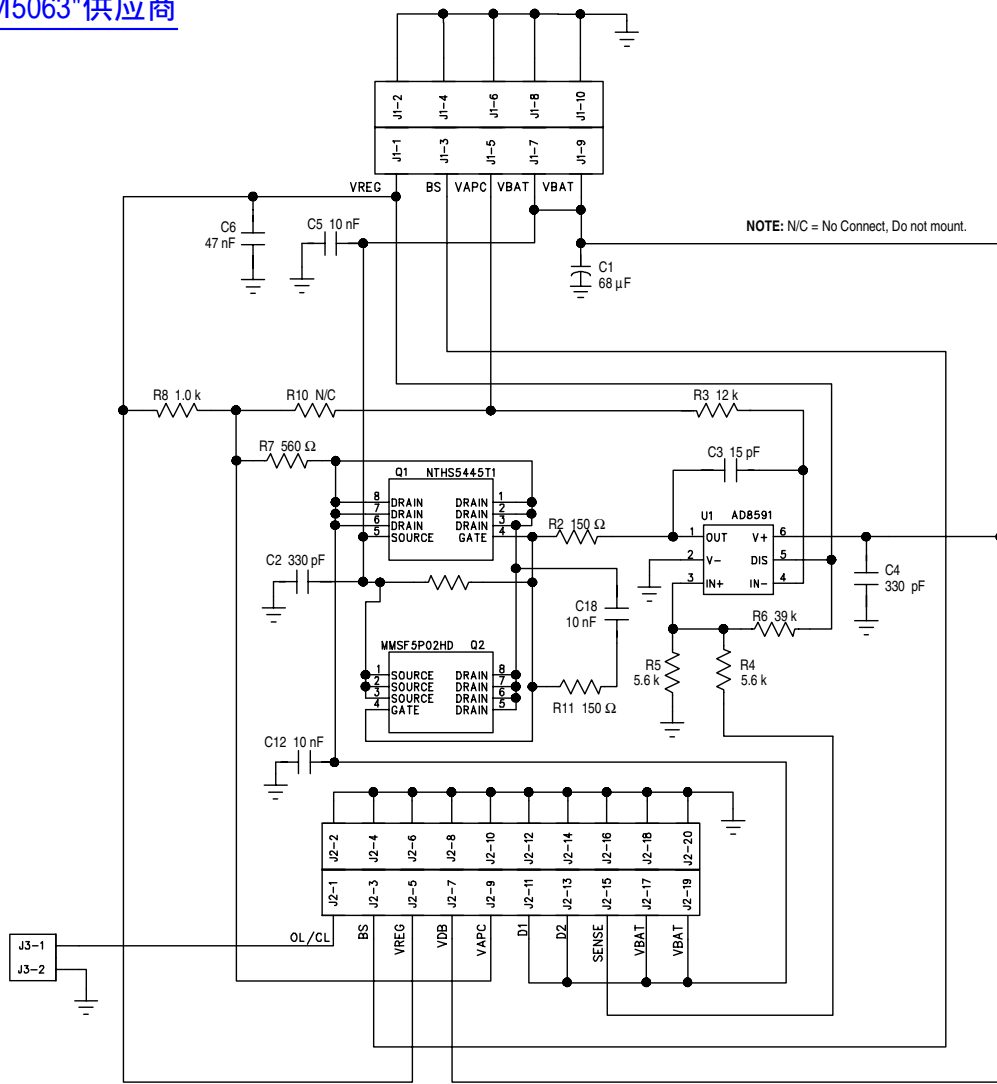 M5063"供应商
J1-2
J1-4
J1-6
J1-8
J1-10
J1-1
J1-3
J1-5
J1-7
J1-9
VREG
BS
VAPC
VBAT
VBAT
C6
47 nF
C5 10 nF
C1
68 µF
NOTE: N/C = No Connect, Do not mount.
R8 1.0 k
R10 N/C
R3 12 k
R7 560 Ω
C3 15 pF
Q1 NTHS5445T1
8 DRAIN DRAIN 1
7 DRAIN DRAIN 2
6 DRAIN DRAIN 3
5 SOURCE GATE 4
R2 150 Ω
U1 AD8591
1 OUT V+ 6
2 V- DIS 5
3 IN+ IN- 4
C2 330 pF
C4
330 pF
C18
10 nF
R6 39 k
MMSF5P02HD Q2
1 SOURCE DRAIN 8
2 SOURCE DRAIN 7
3 SOURCE DRAIN 6
4 GATE DRAIN 5
R5
5.6 k
R4
5.6 k
R11 150 Ω
C12 10 nF
J2-2
J2-4
J2-6
J2-8
J2-10
J2-12
J2-14
J2-16
J2-18
J2-20
J2-1
J2-3
J2-5
J2-7
J2-9
J2-11
J2-13
J2-15
J2-17
J2-19
OL/CL
BS
VREG
VDB
VAPC
D1
D2
SENSE
VBAT
VBAT
J3-1
J3-2